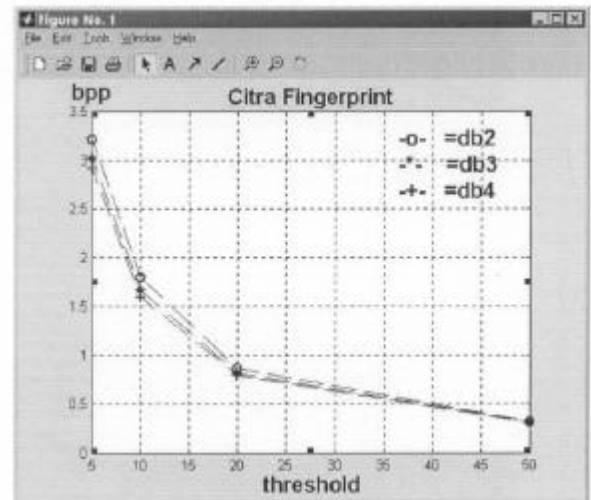 Figure No. 1
File Edit Tools Window Help
A
bpp
Citra Fingerprint
3.5
3
2.5
2
1.5
1
0.5
0
-o- =db2
-*- =db3
-+- =db4
5 10 15 20 25 30 35 40 45 50
threshold